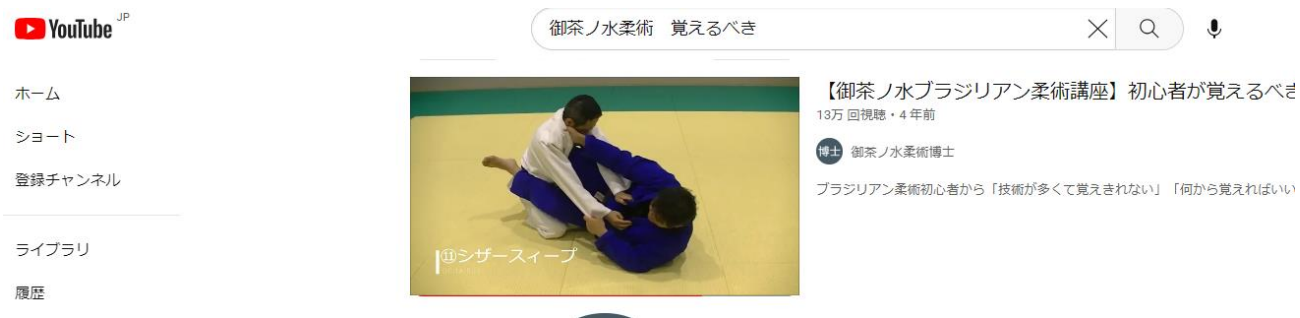 YouTube JP
御茶ノ水柔術　覚えるべき
ホーム
ショート
登録チャンネル
ライブラリ
履歴
⑪シザースィープ
【御茶ノ水ブラジリアン柔術講座】初心者が覚えるべき
13万 回視聴・4 年前
博士 御茶ノ水柔術博士
ブラジリアン柔術初心者から「技術が多くて覚えきれない」「何から覚えればいい